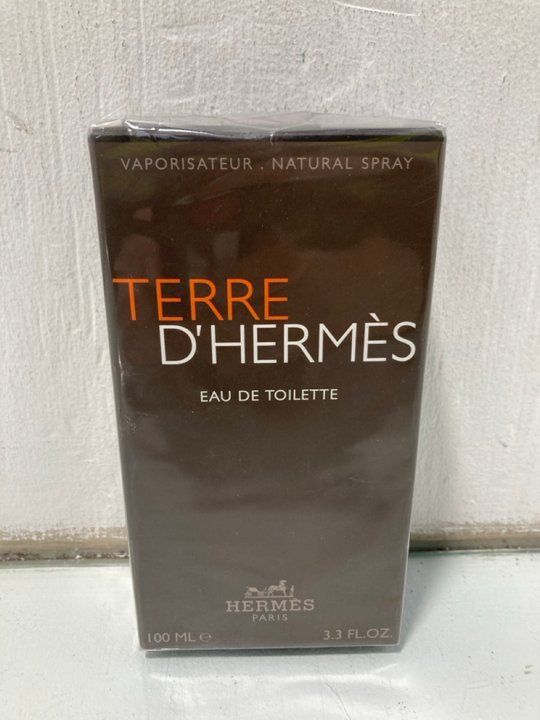 VAPORISATEUR . NATURAL SPRAY
TERRE
D'HERMÈS
EAU DE TOILETTE
HERMÈS
PARIS
100 ML ℮ 3.3 FL.OZ.